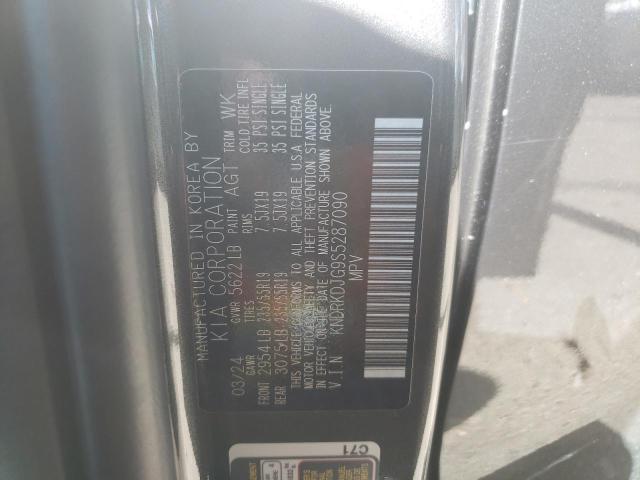 MANUFACTURED IN KOREA BY
KIA CORPORATION
03/24 GVWR 5622 LB PAINT AGT TRIM WK
GAWR TIRES RIMS COLD TIRE INFL
FRONT 2954LB 235/55R19 7.5JX19 35 PSI SINGLE
REAR 3075LB 235/55R19 7.5JX19 35 PSI SINGLE
THIS VEHICLE CONFORMS TO ALL APPLICABLE U.S.A FEDERAL
MOTOR VEHICLE SAFETY AND THEFT PREVENTION STANDARDS
IN EFFECT ON THE DATE OF MANUFACTURE SHOWN ABOVE.
V.I.N KNDRKDJG9S5287090
MPV
C71